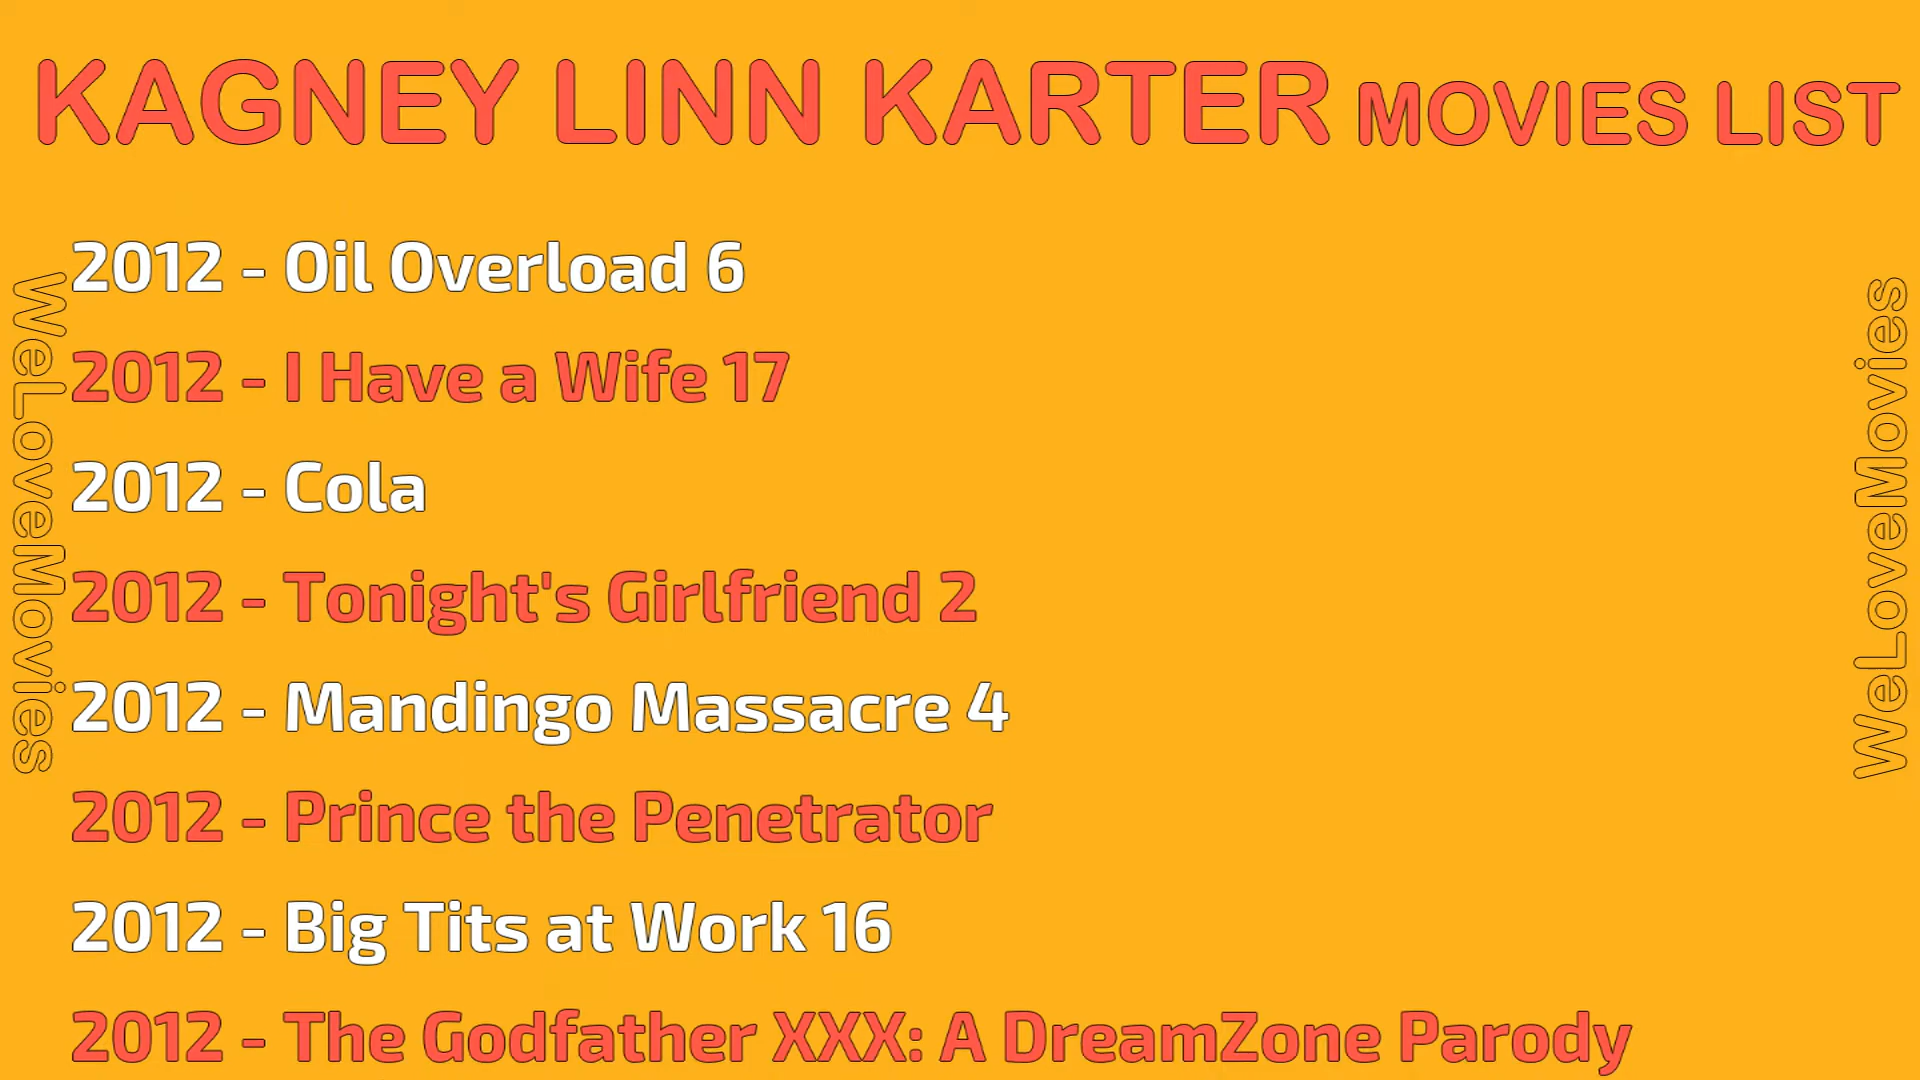 KAGNEY LINN KARTER MOVIES LIST
2012 - Oil Overload 6
2012 - I Have a Wife 17
2012 - Cola
2012 - Tonight's Girlfriend 2
2012 - Mandingo Massacre 4
2012 - Prince the Penetrator
2012 - Big Tits at Work 16
2012 - The Godfather XXX: A DreamZone Parody
WeLoveMovies
WeLoveMovies